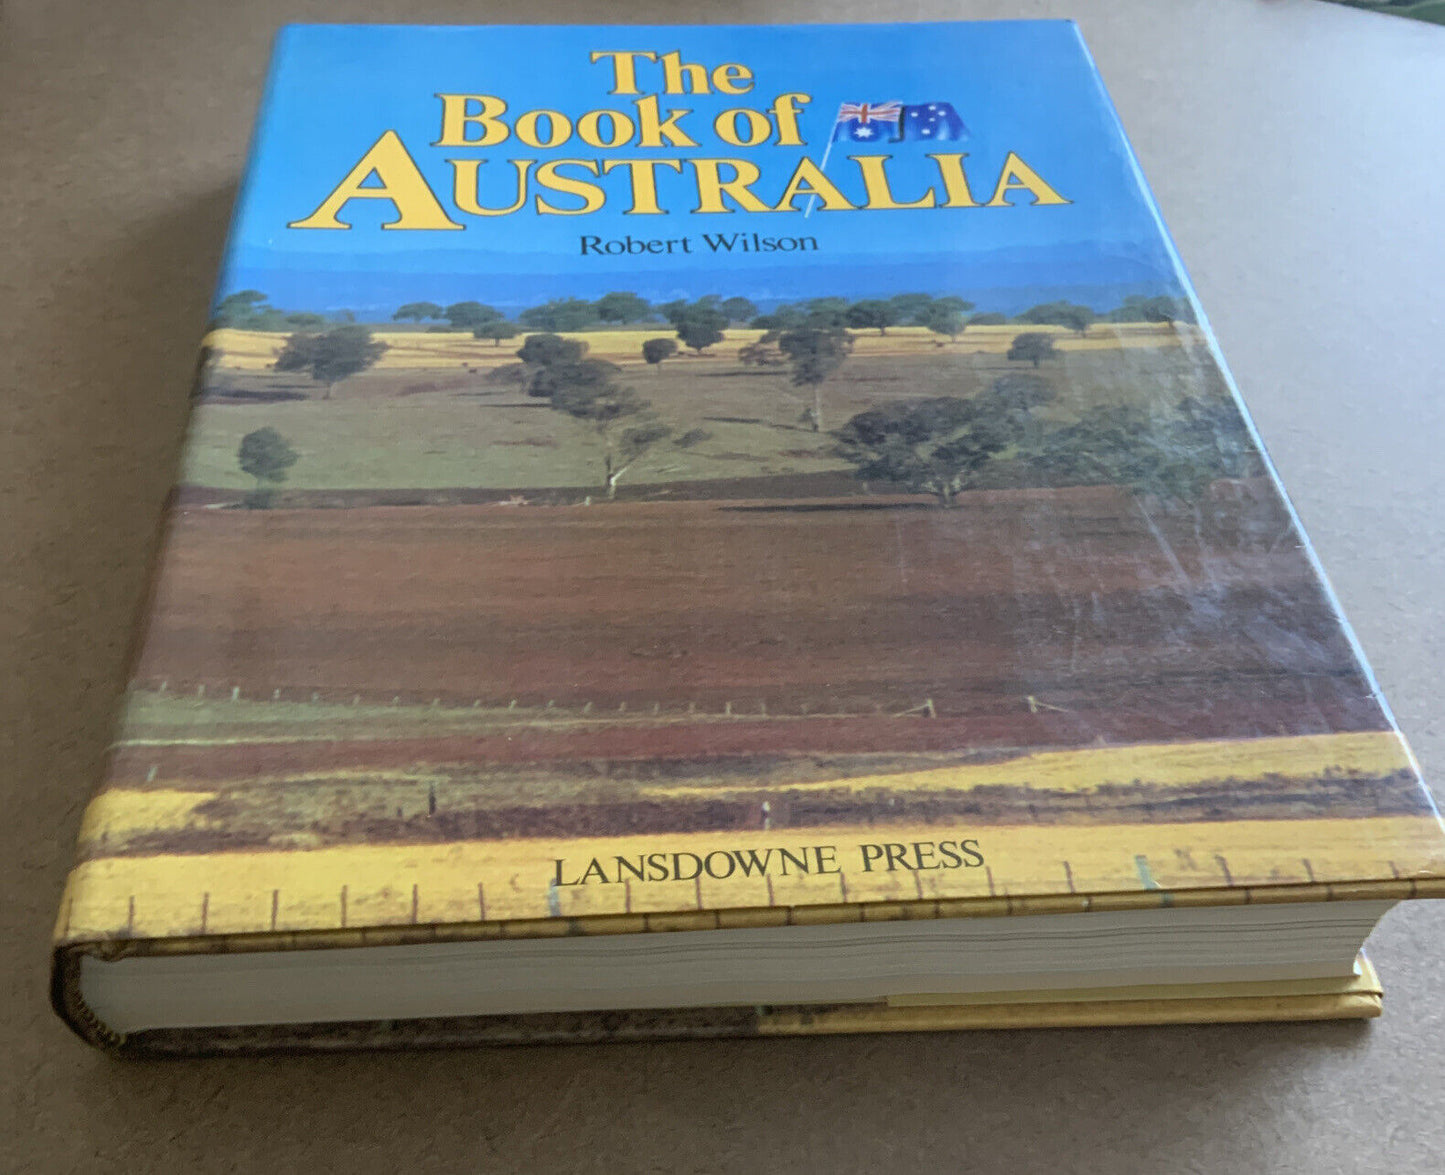 The
Book of
AUSTRALIA
Robert Wilson
LANSDOWNE PRESS